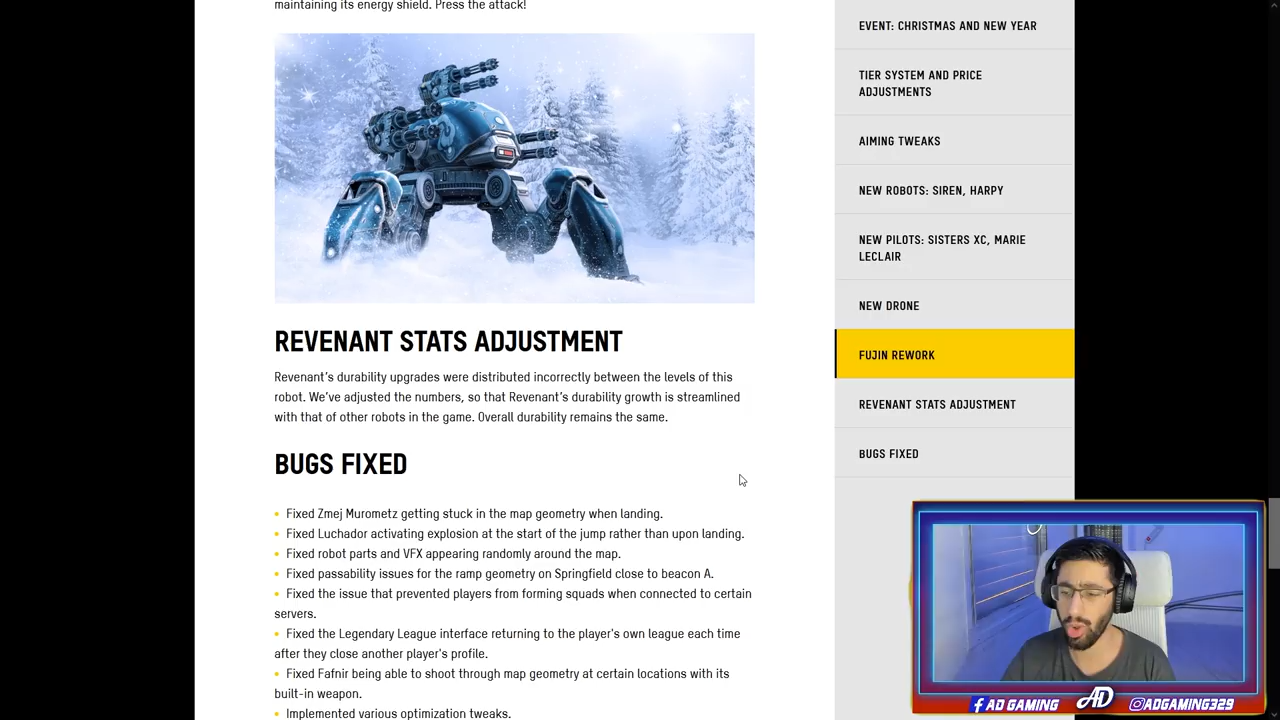 maintaining its energy shield. Press the attack!
REVENANT STATS ADJUSTMENT
Revenant's durability upgrades were distributed incorrectly between the levels of this
robot. We've adjusted the numbers, so that Revenant's durability growth is streamlined
with that of other robots in the game. Overall durability remains the same.
BUGS FIXED
• Fixed Zmej Murometz getting stuck in the map geometry when landing.
• Fixed Luchador activating explosion at the start of the jump rather than upon landing.
• Fixed robot parts and VFX appearing randomly around the map.
• Fixed passability issues for the ramp geometry on Springfield close to beacon A.
• Fixed the issue that prevented players from forming squads when connected to certain
servers.
• Fixed the Legendary League interface returning to the player's own league each time
after they close another player's profile.
• Fixed Fafnir being able to shoot through map geometry at certain locations with its
built-in weapon.
• Implemented various optimization tweaks.
EVENT: CHRISTMAS AND NEW YEAR
TIER SYSTEM AND PRICE
ADJUSTMENTS
AIMING TWEAKS
NEW ROBOTS: SIREN, HARPY
NEW PILOTS: SISTERS XC, MARIE
LECLAIR
NEW DRONE
FUJIN REWORK
REVENANT STATS ADJUSTMENT
BUGS FIXED
AD GAMING AD @ADGAMING329